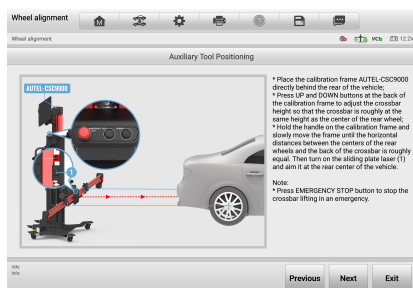 Wheel alignment
Wheel alignment
VCI
12.2V
Auxiliary Tool Positioning
AUTEL-CSC9000
1
* Place the calibration frame AUTEL-CSC9000
directly behind the rear of the vehicle;
* Press UP and DOWN buttons at the back of
the calibration frame to adjust the crossbar
height so that the crossbar is roughly at the
same height as the center of the rear wheel;
* Hold the handle on the calibration frame and
slowly move the frame until the horizontal
distances between the centers of the rear
wheels and the back of the crossbar is roughly
equal. Then turn on the sliding plate laser (1)
and aim it at the rear center of the vehicle.
Note:
* Press EMERGENCY STOP button to stop the
crossbar lifting in an emergency.
VIN:
Info:
Previous
Next
Exit